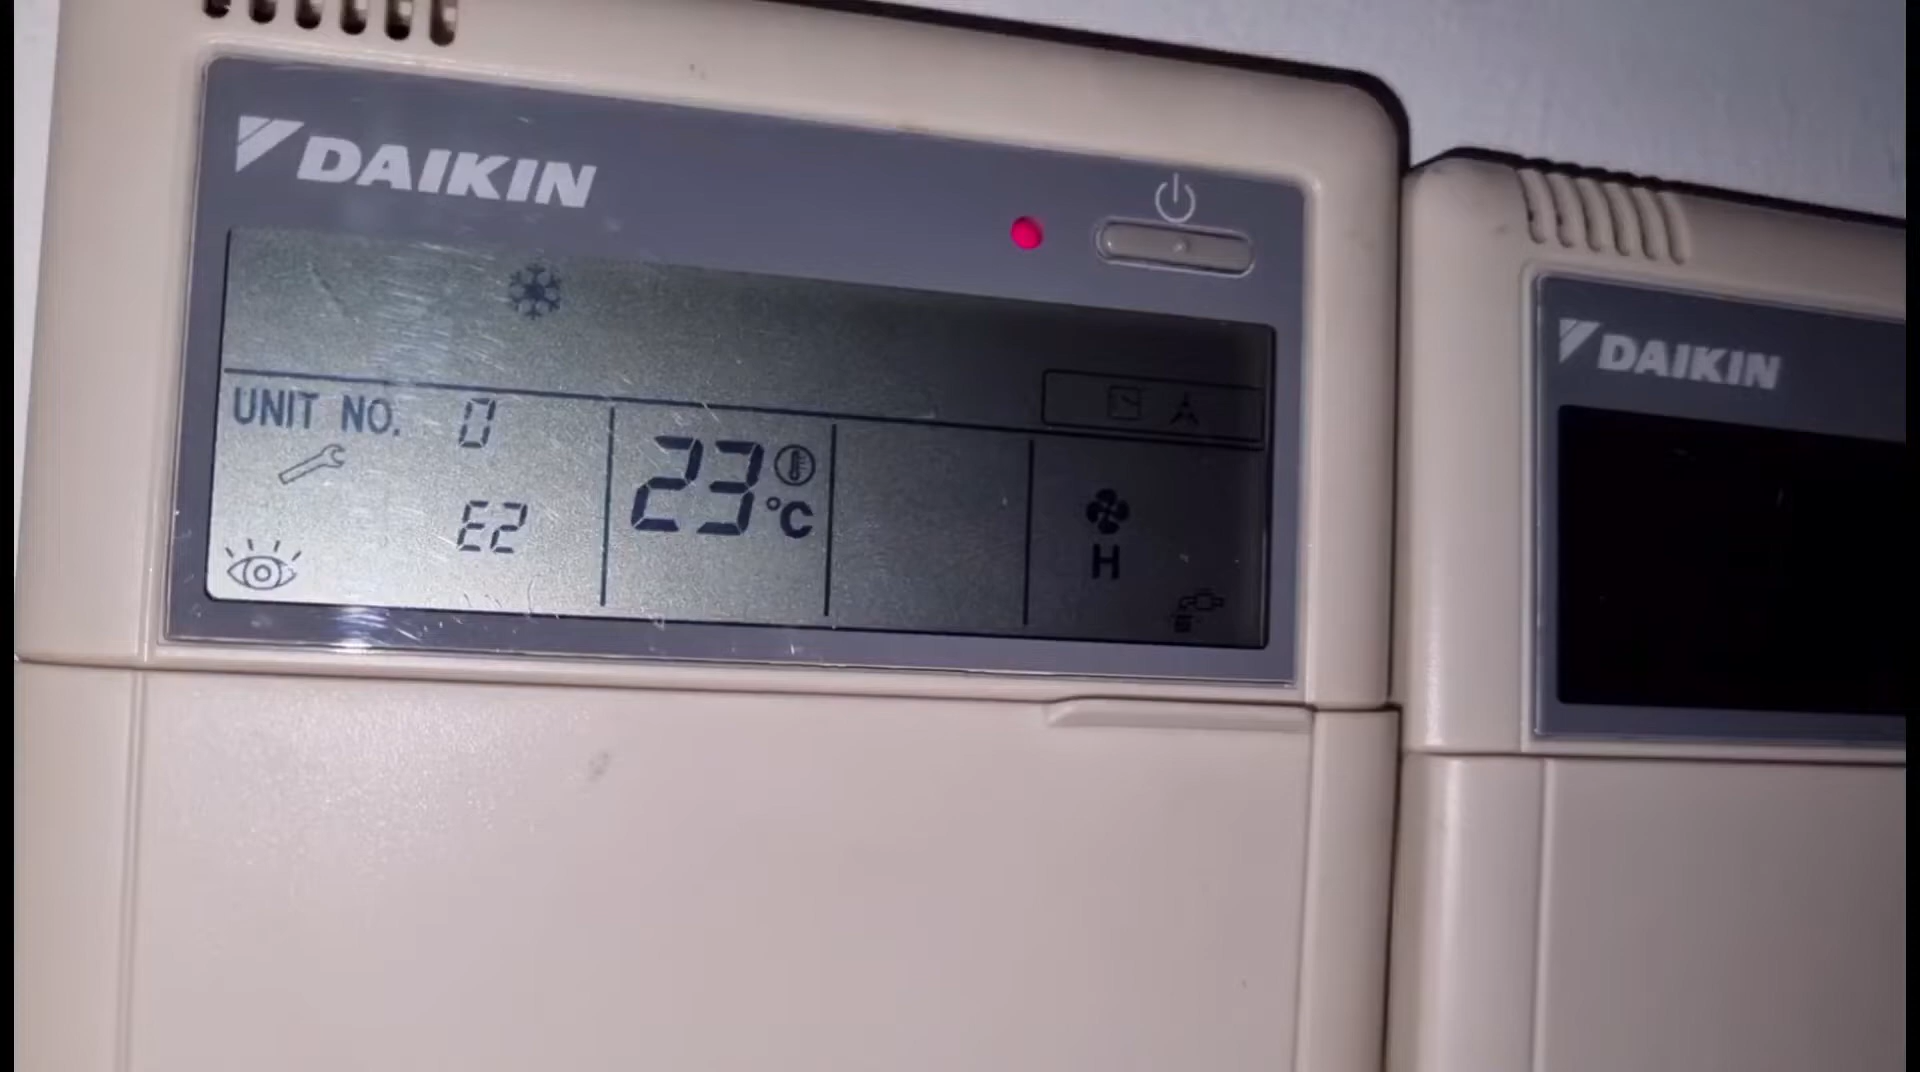 DAIKIN
UNIT NO. 0
23 °C
E2
H
DAIKIN